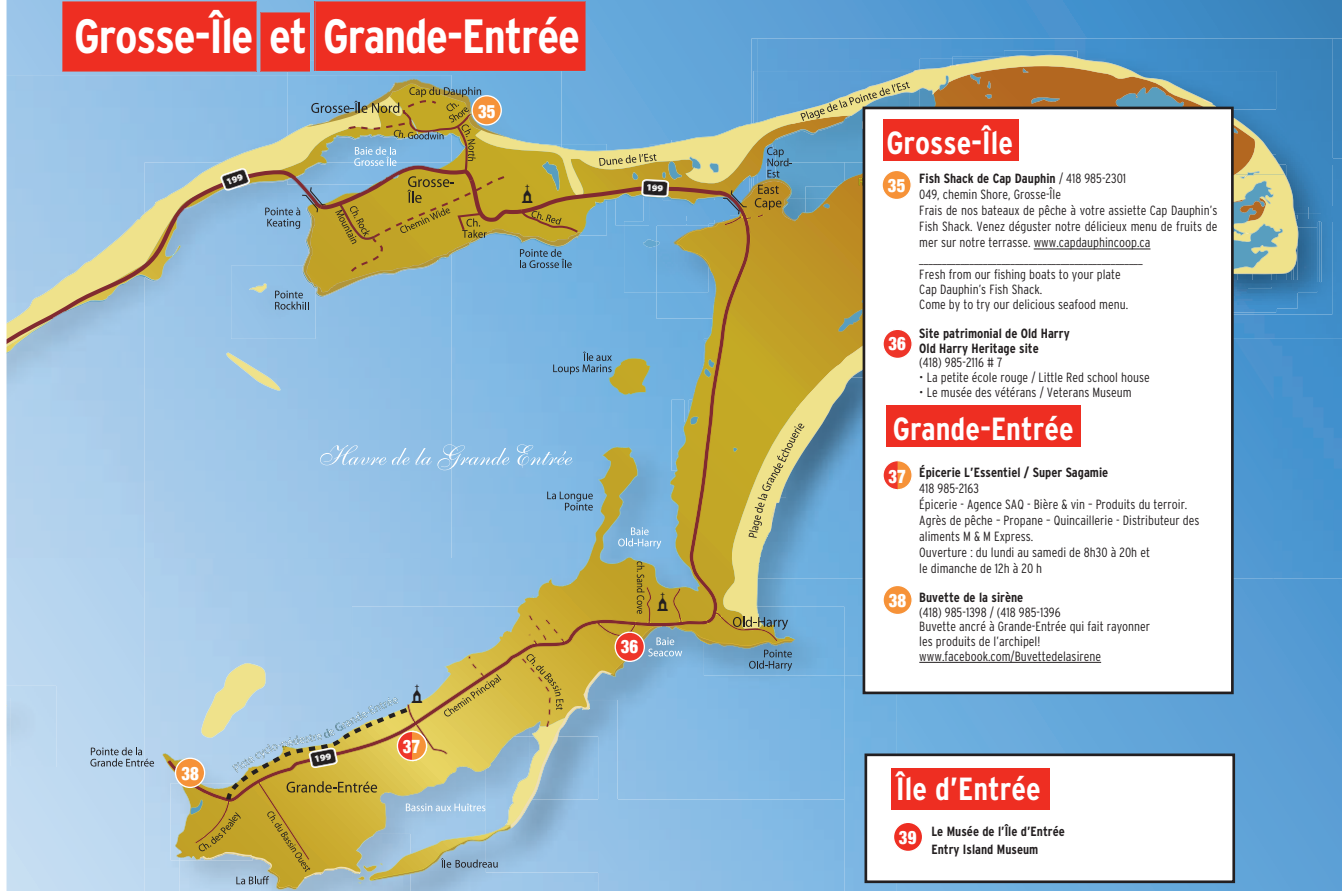 Grosse-Île et Grande-Entrée
Cap du Dauphin
Grosse-Île Nord
Ch. Shore
35
Ch. Goodwin
Ch. North
Baie de la
Grosse Île
199
Grosse-
Île
Pointe à
Keating
Ch. Rock
Mountain
Chemin Wide
Ch.
Taker
Ch. Red
Pointe de
la Grosse Île
Pointe
Rockhill
Dune de l'Est
199
Plage de la Pointe de l'Est
Cap
Nord-
Est
East
Cape
Île aux
Loups Marins
Havre de la Grande Entrée
La Longue
Pointe
Baie
Old-Harry
Plage de la Grande Échouerie
ch. Sand Cove
Old-Harry
36
Baie
Seacow
Pointe
Old-Harry
Ch. du Bassin Est
Chemin Principal
37
199
Pointe de la
Grande Entrée
38
Grande-Entrée
Bassin aux Huîtres
Ch. des Pealey
Ch. du Bassin Ouest
La Bluff
Île Boudreau
Grosse-Île
35
Fish Shack de Cap Dauphin / 418 985-2301
049, chemin Shore, Grosse-Île
Frais de nos bateaux de pêche à votre assiette Cap Dauphin's
Fish Shack. Venez déguster notre délicieux menu de fruits de
mer sur notre terrasse. www.capdauphincoop.ca
Fresh from our fishing boats to your plate
Cap Dauphin's Fish Shack.
Come by to try our delicious seafood menu.
36
Site patrimonial de Old Harry
Old Harry Heritage site
(418) 985-2116 # 7
• La petite école rouge / Little Red school house
• Le musée des vétérans / Veterans Museum
Grande-Entrée
37
Épicerie L'Essentiel / Super Sagamie
418 985-2163
Épicerie - Agence SAQ - Bière & vin – Produits du terroir.
Agrès de pêche – Propane – Quincaillerie - Distributeur des
aliments M & M Express.
Ouverture : du lundi au samedi de 8h30 à 20h et
le dimanche de 12h à 20 h
38
Buvette de la sirène
(418) 985-1398 / (418 985-1396
Buvette ancré à Grande-Entrée qui fait rayonner
les produits de l'archipel!
www.facebook.com/Buvettedelasirene
Île d'Entrée
39
Le Musée de l'Île d'Entrée
Entry Island Museum